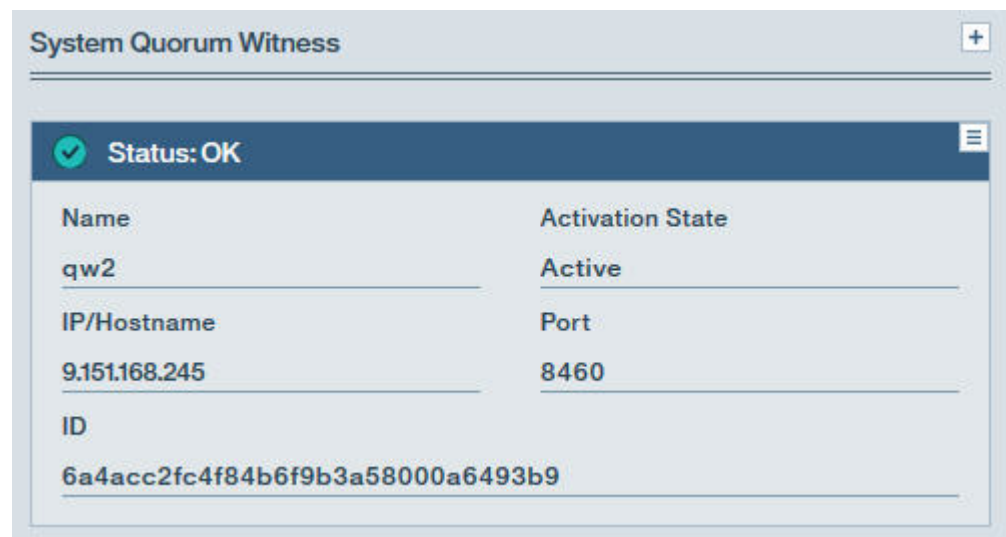 System Quorum Witness
Status: OK
Name Activation State
qw2 Active
IP/Hostname Port
9.151.168.245 8460
ID
6a4acc2fc4f84b6f9b3a58000a6493b9